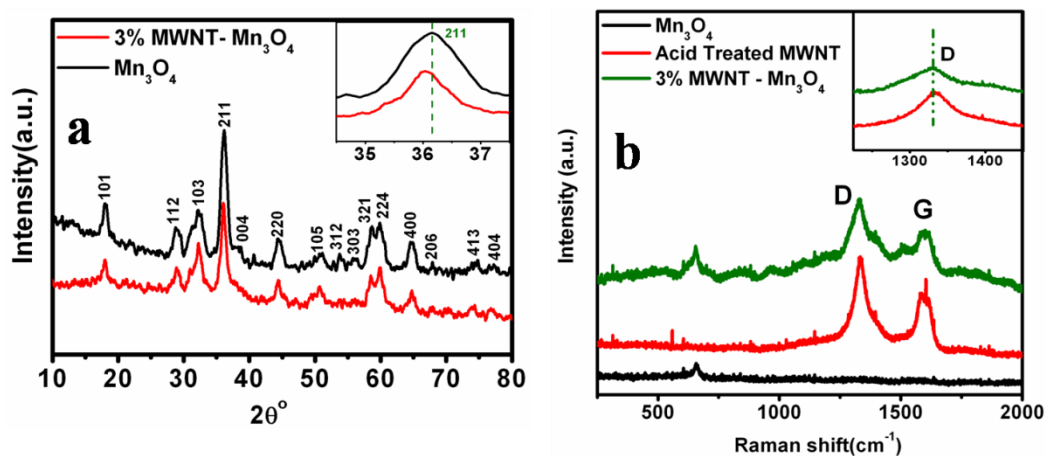 3% MWNT- Mn₃O₄
Mn₃O₄
a
211
35 36 37
101
112
103
211
004
220
105
312
303
321
224
400
206
413
404
Intensity(a.u.)
10 20 30 40 50 60 70 80
2θ°
Mn₃O₄
Acid Treated MWNT
3% MWNT - Mn₃O₄
b
D
1300 1400
D
G
Intensity (a.u.)
500 1000 1500 2000
Raman shift(cm⁻¹)